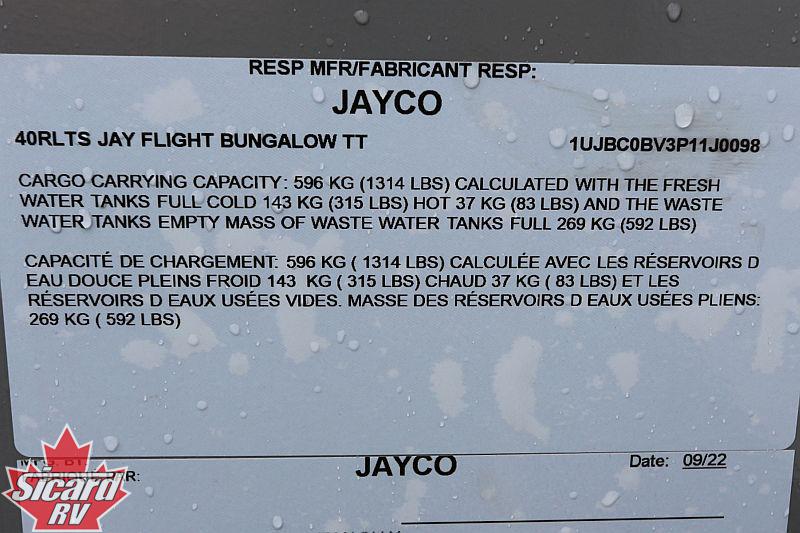 RESP MFR/FABRICANT RESP:
JAYCO
40RLTS JAY FLIGHT BUNGALOW TT 1UJBC0BV3P11J0098
CARGO CARRYING CAPACITY: 596 KG (1314 LBS) CALCULATED WITH THE FRESH
WATER TANKS FULL COLD 143 KG (315 LBS) HOT 37 KG (83 LBS) AND THE WASTE
WATER TANKS EMPTY MASS OF WASTE WATER TANKS FULL 269 KG (592 LBS)
CAPACITÉ DE CHARGEMENT: 596 KG ( 1314 LBS) CALCULÉE AVEC LES RÉSERVOIRS D
EAU DOUCE PLEINS FROID 143 KG ( 315 LBS) CHAUD 37 KG ( 83 LBS) ET LES
RÉSERVOIRS D EAUX USÉES VIDES. MASSE DES RÉSERVOIRS D EAUX USÉES PLIENS:
269 KG ( 592 LBS)
JAYCO Date: 09/22
Sicard
RV